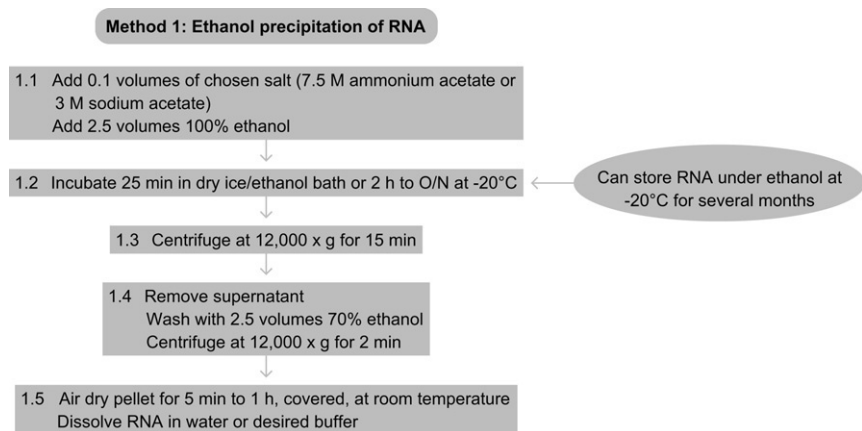 Method 1: Ethanol precipitation of RNA
1.1 Add 0.1 volumes of chosen salt (7.5 M ammonium acetate or
3 M sodium acetate)
Add 2.5 volumes 100% ethanol
1.2 Incubate 25 min in dry ice/ethanol bath or 2 h to O/N at -20°C
Can store RNA under ethanol at
-20°C for several months
1.3 Centrifuge at 12,000 x g for 15 min
1.4 Remove supernatant
Wash with 2.5 volumes 70% ethanol
Centrifuge at 12,000 x g for 2 min
1.5 Air dry pellet for 5 min to 1 h, covered, at room temperature
Dissolve RNA in water or desired buffer